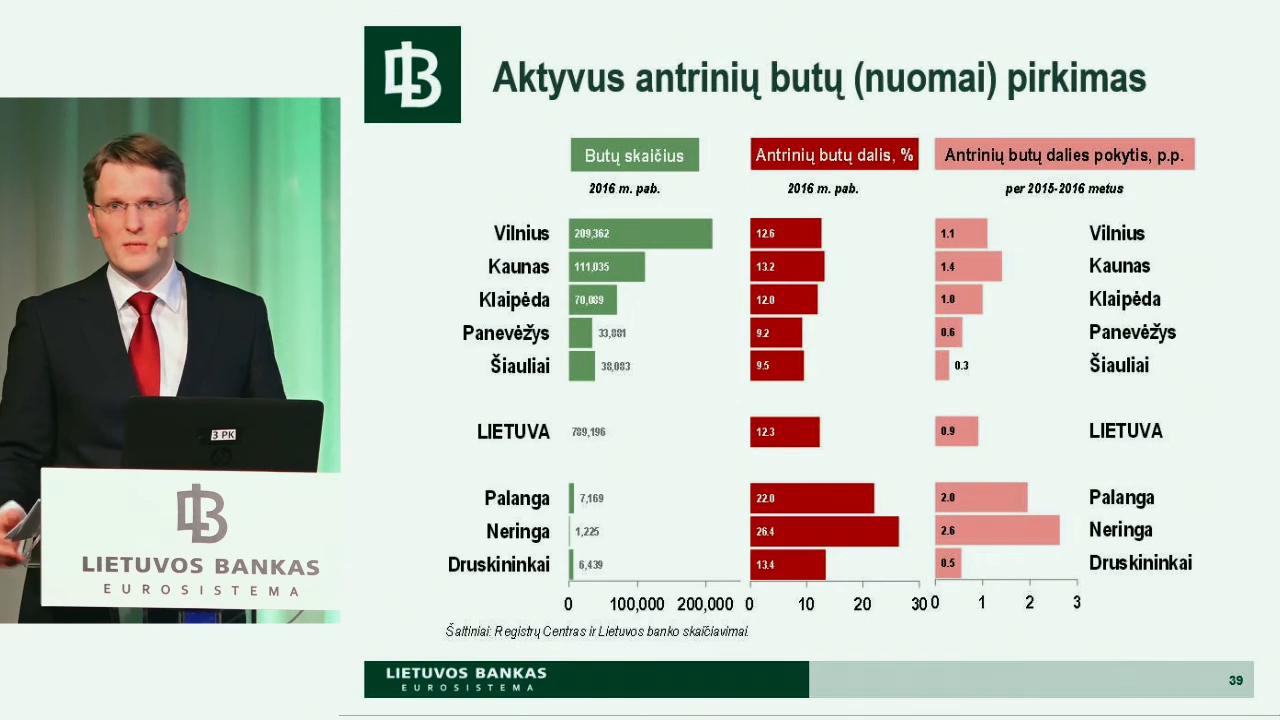 Aktyvus antrinių butų (nuomai) pirkimas
Butų skaičius
Antrinių butų dalis, %
Antrinių butų dalies pokytis, p.p.
2016 m. pab.
2016 m. pab.
per 2015-2016 metus
Vilnius 209,362 12.6 1.1 Vilnius
Kaunas 111,035 13.2 1.4 Kaunas
Klaipėda 70,089 12.0 1.0 Klaipėda
Panevėžys 33,881 9.2 0.6 Panevėžys
Šiauliai 38,083 9.5 0.3 Šiauliai
LIETUVA 789,196 12.3 0.9 LIETUVA
Palanga 7,169 22.0 2.0 Palanga
Neringa 1,225 26.4 2.6 Neringa
Druskininkai 6,439 13.4 0.5 Druskininkai
0 100,000 200,000 0 10 20 30 0 1 2 3
Šaltiniai: Registrų Centras ir Lietuvos banko skaičiavimai.
LIETUVOS BANKAS
EUROSISTEMA
39
3 PK
LIETUVOS BANKAS
EUROSISTEMA